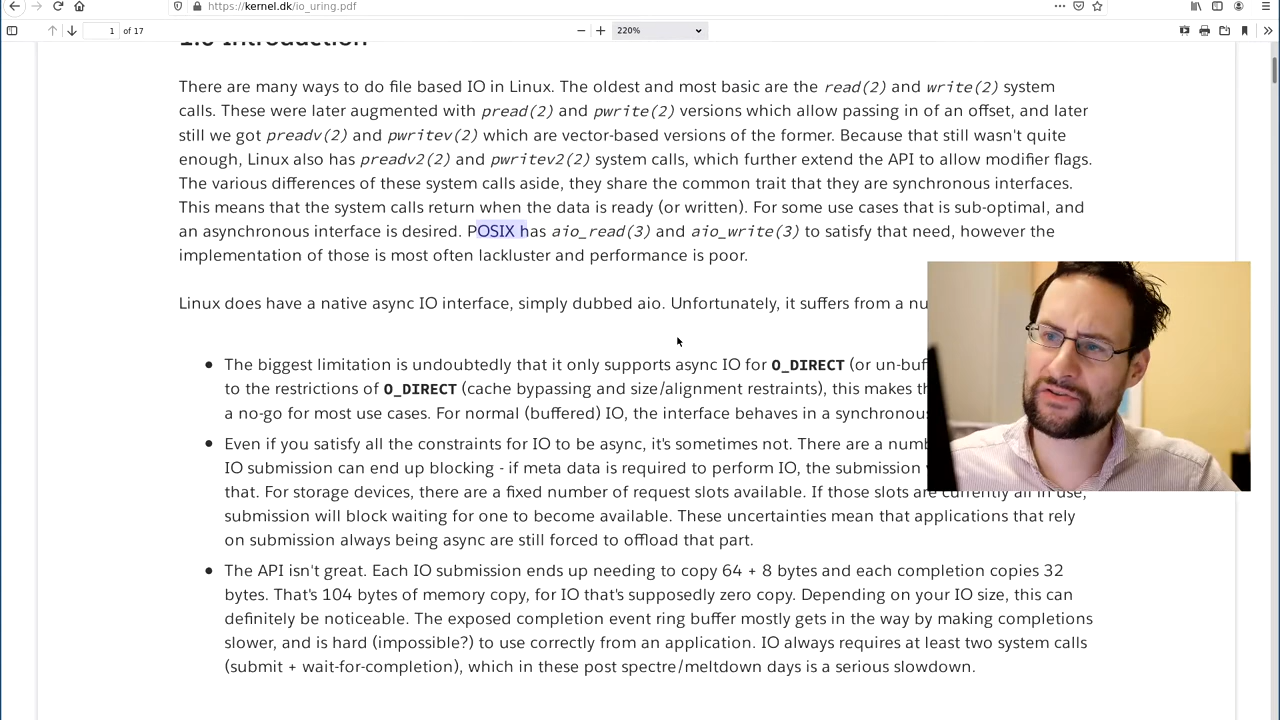 https://kernel.dk/io_uring.pdf
1 of 17
220%
1.0 Introduction
There are many ways to do file based IO in Linux. The oldest and most basic are the read(2) and write(2) system
calls. These were later augmented with pread(2) and pwrite(2) versions which allow passing in of an offset, and later
still we got preadv(2) and pwritev(2) which are vector-based versions of the former. Because that still wasn't quite
enough, Linux also has preadv2(2) and pwritev2(2) system calls, which further extend the API to allow modifier flags.
The various differences of these system calls aside, they share the common trait that they are synchronous interfaces.
This means that the system calls return when the data is ready (or written). For some use cases that is sub-optimal, and
an asynchronous interface is desired. POSIX has aio_read(3) and aio_write(3) to satisfy that need, however the
implementation of those is most often lackluster and performance is poor.
Linux does have a native async IO interface, simply dubbed aio. Unfortunately, it suffers from a nu
• The biggest limitation is undoubtedly that it only supports async IO for O_DIRECT (or un-buf
to the restrictions of O_DIRECT (cache bypassing and size/alignment restraints), this makes th
a no-go for most use cases. For normal (buffered) IO, the interface behaves in a synchronous
• Even if you satisfy all the constraints for IO to be async, it's sometimes not. There are a numb
IO submission can end up blocking - if meta data is required to perform IO, the submission
that. For storage devices, there are a fixed number of request slots available. If those slots are currently all in use,
submission will block waiting for one to become available. These uncertainties mean that applications that rely
on submission always being async are still forced to offload that part.
• The API isn't great. Each IO submission ends up needing to copy 64 + 8 bytes and each completion copies 32
bytes. That's 104 bytes of memory copy, for IO that's supposedly zero copy. Depending on your IO size, this can
definitely be noticeable. The exposed completion event ring buffer mostly gets in the way by making completions
slower, and is hard (impossible?) to use correctly from an application. IO always requires at least two system calls
(submit + wait-for-completion), which in these post spectre/meltdown days is a serious slowdown.